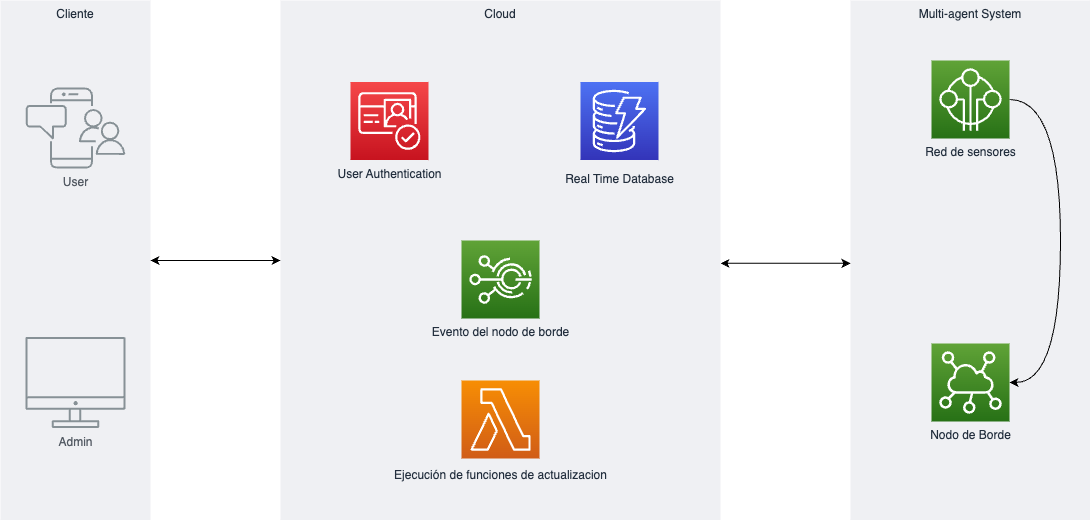 Cliente
Cloud
Multi-agent System
User
User Authentication
Real Time Database
Red de sensores
Evento del nodo de borde
Admin
Nodo de Borde
Ejecución de funciones de actualizacion